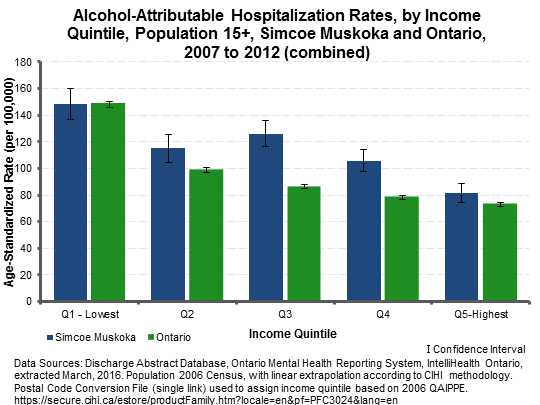 Alcohol-Attributable Hospitalization Rates, by Income
Quintile, Population 15+, Simcoe Muskoka and Ontario,
2007 to 2012 (combined)
Age-Standardized Rate (per 100,000)
180
160
140
120
100
80
60
40
20
0
Q1 - Lowest Q2 Q3 Q4 Q5-Highest
Simcoe Muskoka Ontario
Income Quintile
I Confidence Interval
Data Sources: Discharge Abstract Database, Ontario Mental Health Reporting System, IntelliHealth Ontario,
extracted March, 2016. Population 2006 Census, with linear extrapolation according to CIHI methodology.
Postal Code Conversion File (single link) used to assign income quintile based on 2006 QAIPPE.
https://secure.cihi.ca/estore/productFamily.htm?locale=en&pf=PFC3024&lang=en